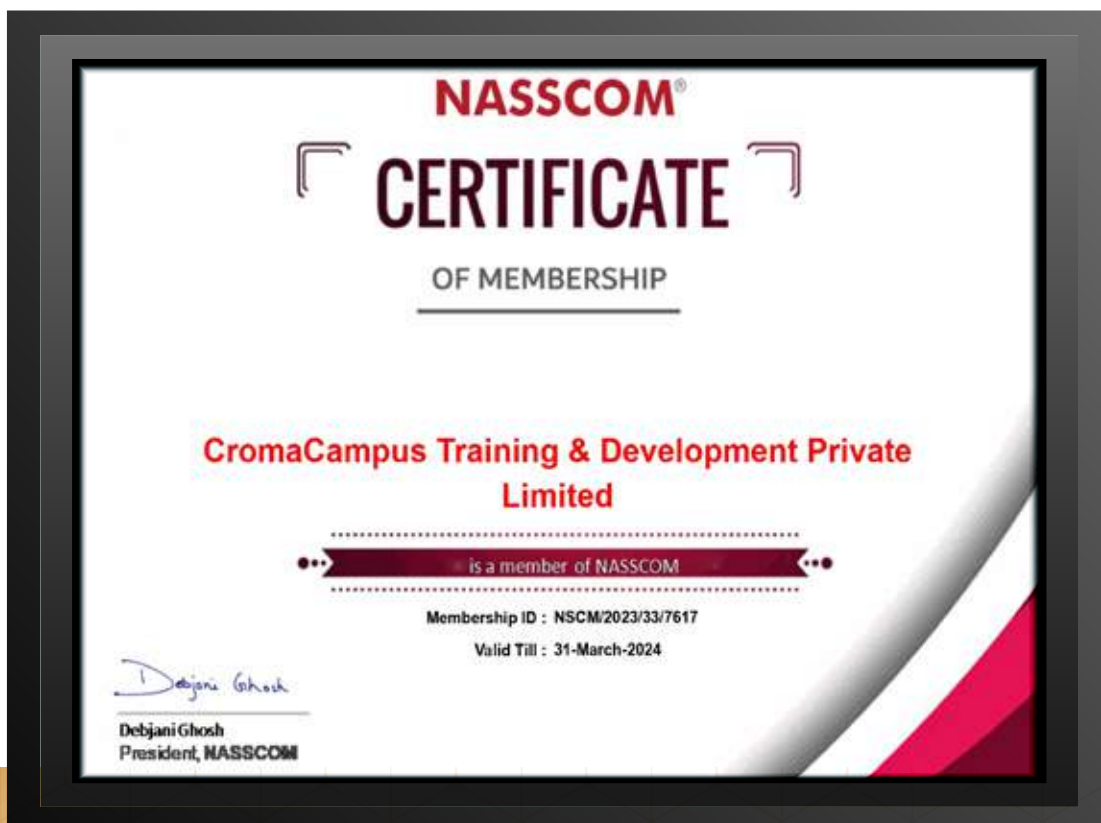 NASSCOM®
CERTIFICATE
OF MEMBERSHIP
CromaCampus Training & Development Private
Limited
is a member of NASSCOM
Membership ID : NSCM/2023/33/7617
Valid Till : 31-March-2024
Debjani Ghosh
Debjani Ghosh
President, NASSCOM